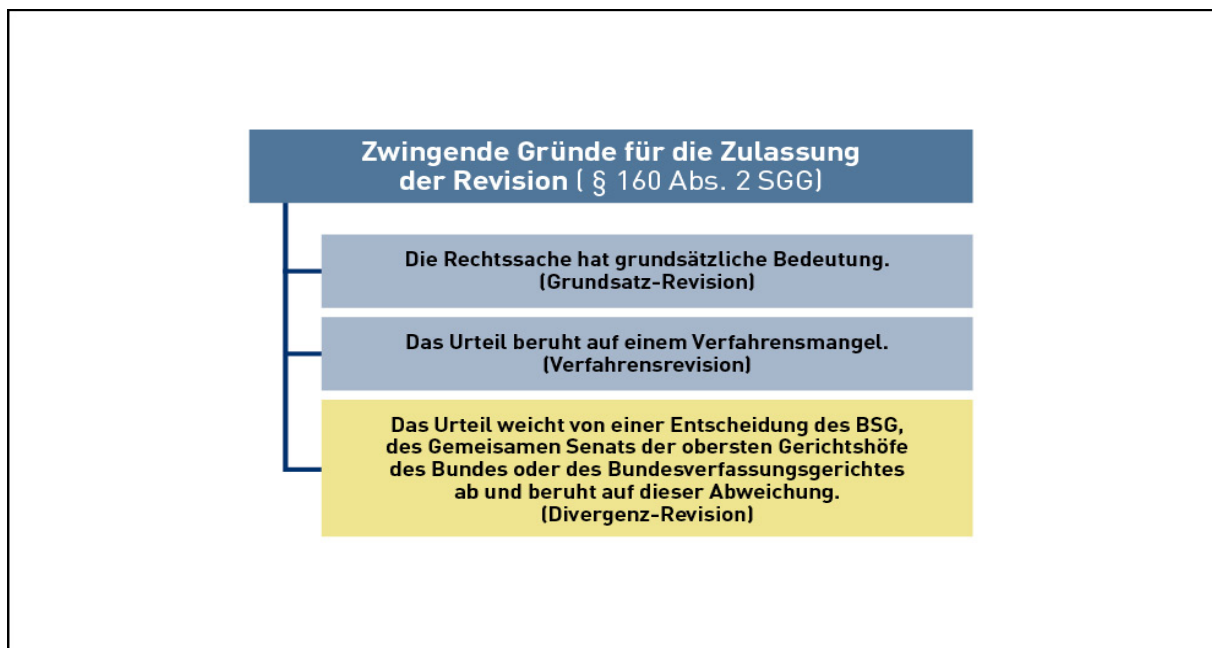 Zwingende Gründe für die Zulassung
der Revision ( § 160 Abs. 2 SGG)
Die Rechtssache hat grundsätzliche Bedeutung.
(Grundsatz-Revision)
Das Urteil beruht auf einem Verfahrensmangel.
(Verfahrensrevision)
Das Urteil weicht von einer Entscheidung des BSG,
des Gemeisamen Senats der obersten Gerichtshöfe
des Bundes oder des Bundesverfassungsgerichtes
ab und beruht auf dieser Abweichung.
(Divergenz-Revision)